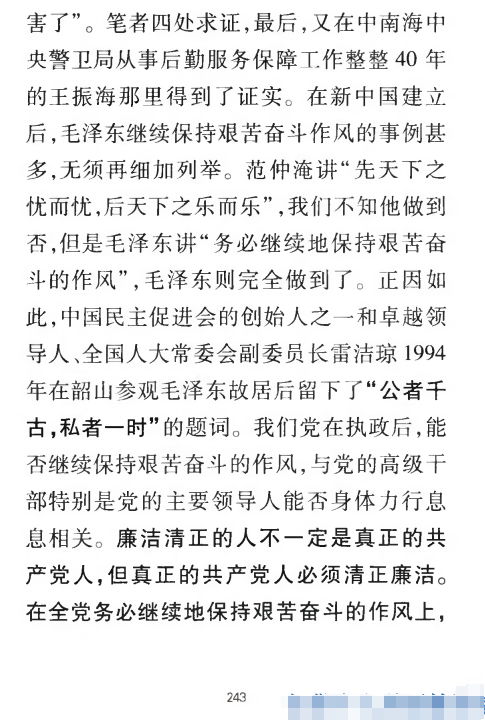 害了”。笔者四处求证，最后，又在中南海中
央警卫局从事后勤服务保障工作整整 40 年
的王振海那里得到了证实。在新中国建立
后，毛泽东继续保持艰苦奋斗作风的事例甚
多，无须再细加列举。范仲淹讲“先天下之
忧而忧，后天下之乐而乐”，我们不知他做到
否，但是毛泽东讲“务必继续地保持艰苦奋
斗的作风”，毛泽东则完全做到了。正因如
此，中国民主促进会的创始人之一和卓越领
导人、全国人大常委会副委员长雷洁琼 1994
年在韶山参观毛泽东故居后留下了“公者千
古，私者一时”的题词。我们党在执政后，能
否继续保持艰苦奋斗的作风，与党的高级干
部特别是党的主要领导人能否身体力行息
息相关。廉洁清正的人不一定是真正的共
产党人，但真正的共产党人必须清正廉洁。
在全党务必继续地保持艰苦奋斗的作风上，
243